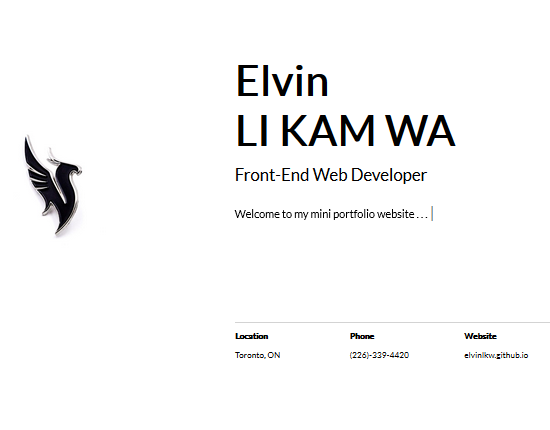 Elvin
LI KAM WA
Front-End Web Developer
Welcome to my mini portfolio website . . . |
Location Phone Website
Toronto, ON (226)-339-4420 elvinlkw.github.io